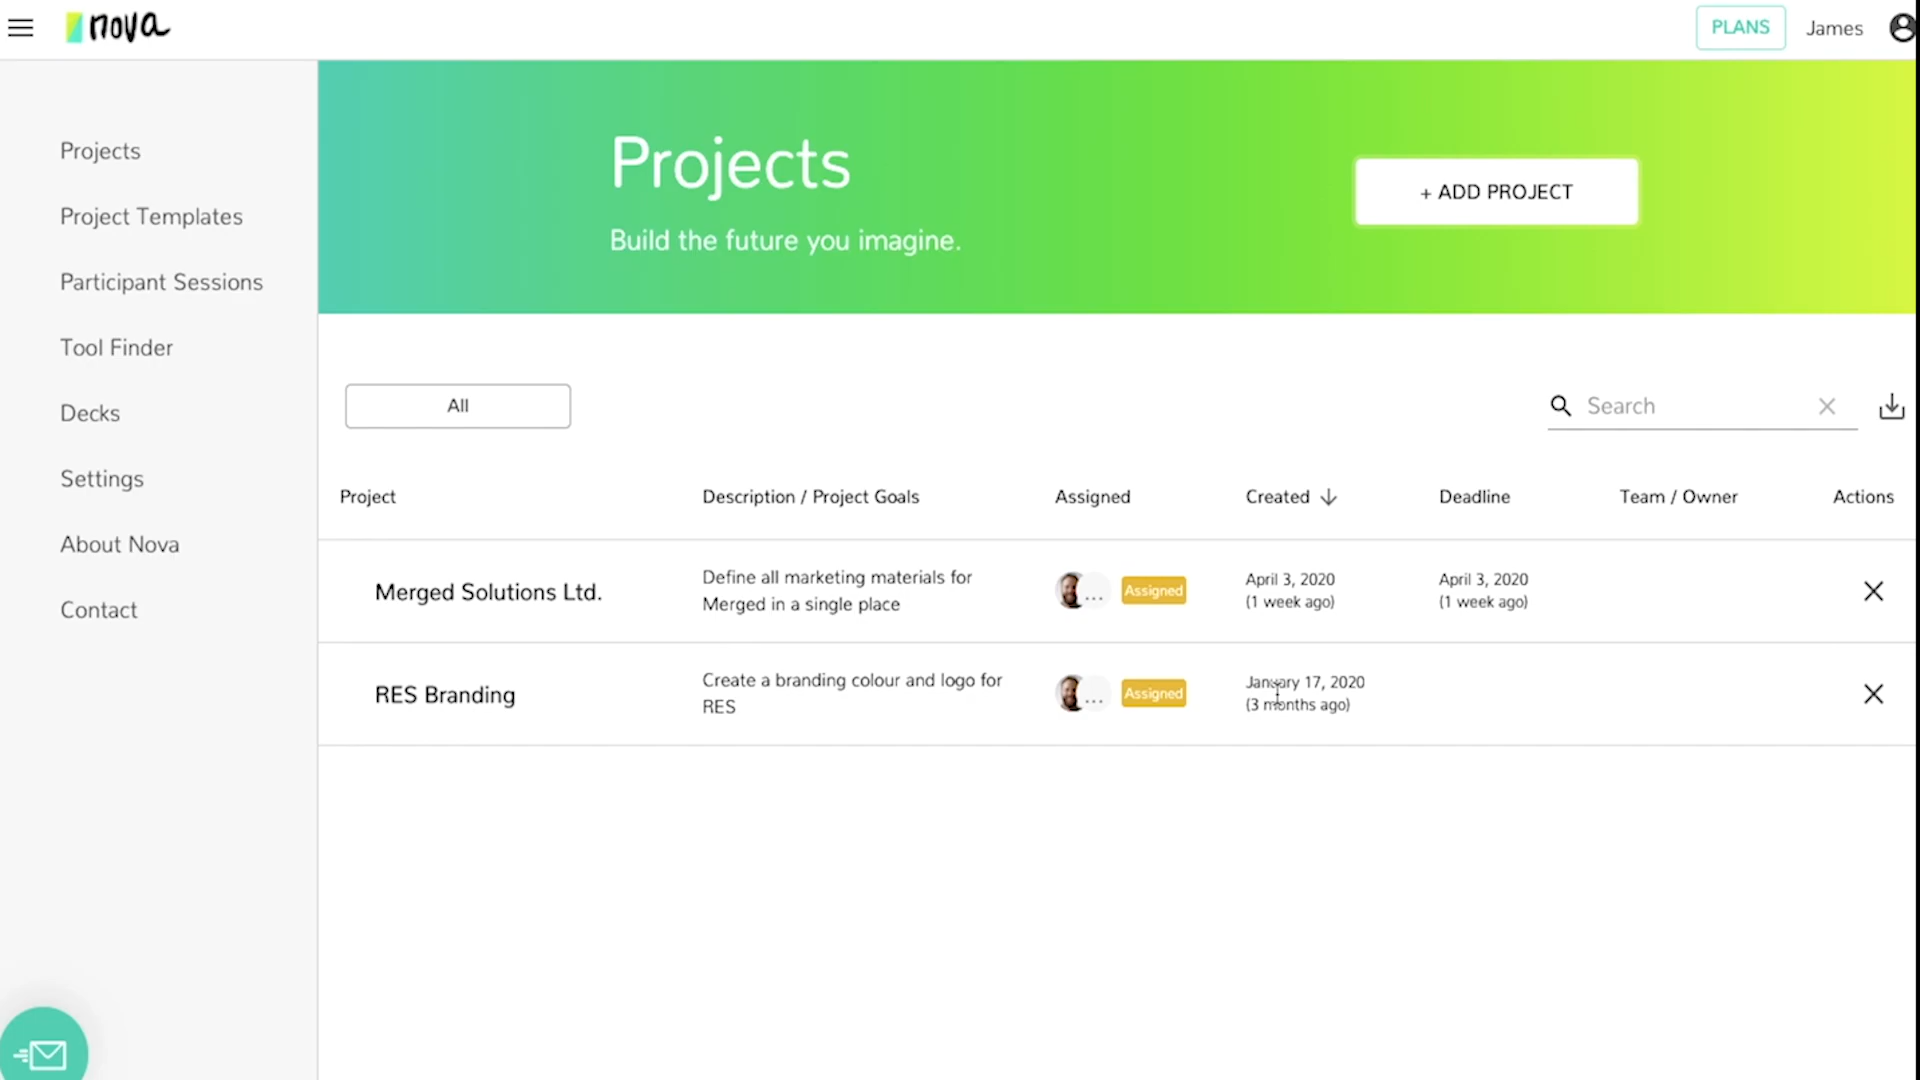 nova
PLANS
James
Projects
Project Templates
Participant Sessions
Tool Finder
Decks
Settings
About Nova
Contact
Projects
Build the future you imagine.
+ ADD PROJECT
All
Search
Project
Description / Project Goals
Assigned
Created
Deadline
Team / Owner
Actions
Merged Solutions Ltd.
Define all marketing materials for
Merged in a single place
...
Assigned
April 3, 2020
(1 week ago)
April 3, 2020
(1 week ago)
RES Branding
Create a branding colour and logo for
RES
...
Assigned
January 17, 2020
(3 months ago)